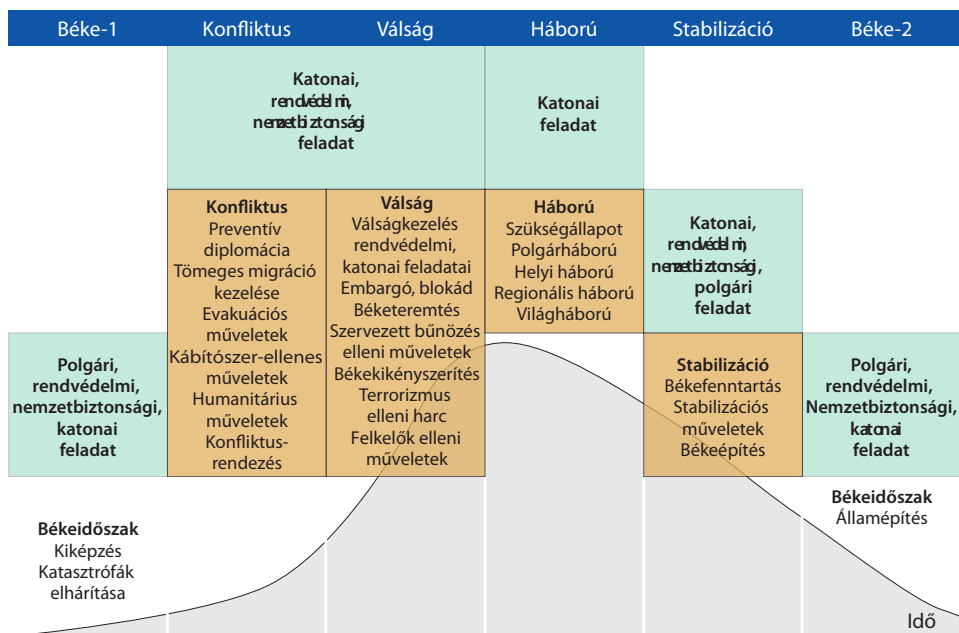 Béke-1
Konfliktus
Válság
Háború
Stabilizáció
Béke-2
Katonai,
rendvédelmi,
nemzetbiztonsági
feladat
Katonai
feladat
Konfliktus
Preventív
diplomácia
Tömeges migráció
kezelése
Evakuációs
műveletek
Kábítószer-ellenes
műveletek
Humanitárius
műveletek
Konfliktus-
rendezés
Válság
Válságkezelés
rendvédelmi,
katonai feladatai
Embargó, blokád
Béketeremtés
Szervezett bűnözés
elleni műveletek
Békekikényszerítés
Terrorizmus
elleni harc
Felkelők elleni
műveletek
Háború
Szükségállapot
Polgárháború
Helyi háború
Regionális háború
Világháború
Katonai,
rendvédelmi,
nemzetbiztonsági,
polgári
feladat
Polgári,
rendvédelmi,
nemzetbiztonsági,
katonai
feladat
Stabilizáció
Békefenntartás
Stabilizációs
műveletek
Békeépítés
Polgári,
rendvédelmi,
Nemzetbiztonsági,
katonai
feladat
Békeidőszak
Kiképzés
Katasztrófák
elhárítása
Békeidőszak
Államépítés
Idő